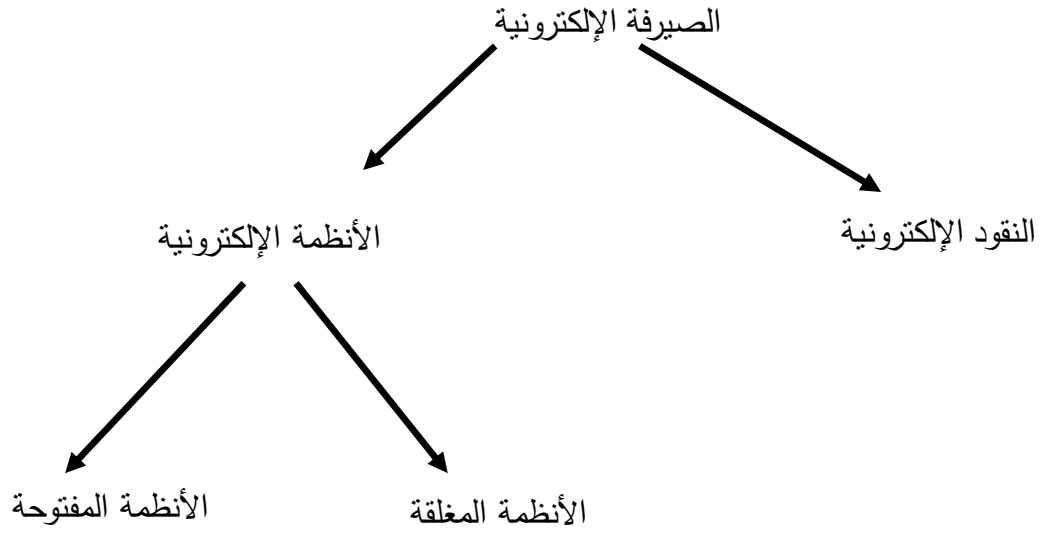 الصيرفة الإلكترونية
النقود الإلكترونية
الأنظمة الإلكترونية
الأنظمة المغلقة
الأنظمة المفتوحة